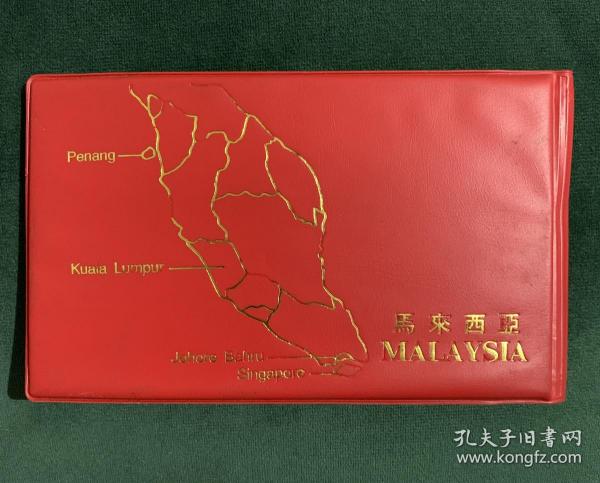 Penang
Kuala Lumpur
Johore Bahru
Singapore
馬來西亞
MALAYSIA
孔夫子旧書网
www.kongfz.com